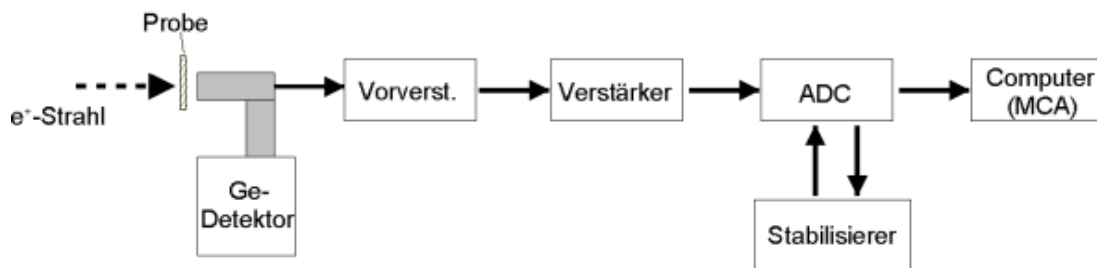 Probe
e⁺-Strahl
Vorverst.
Verstärker
ADC
Computer
(MCA)
Ge-
Detektor
Stabilisierer